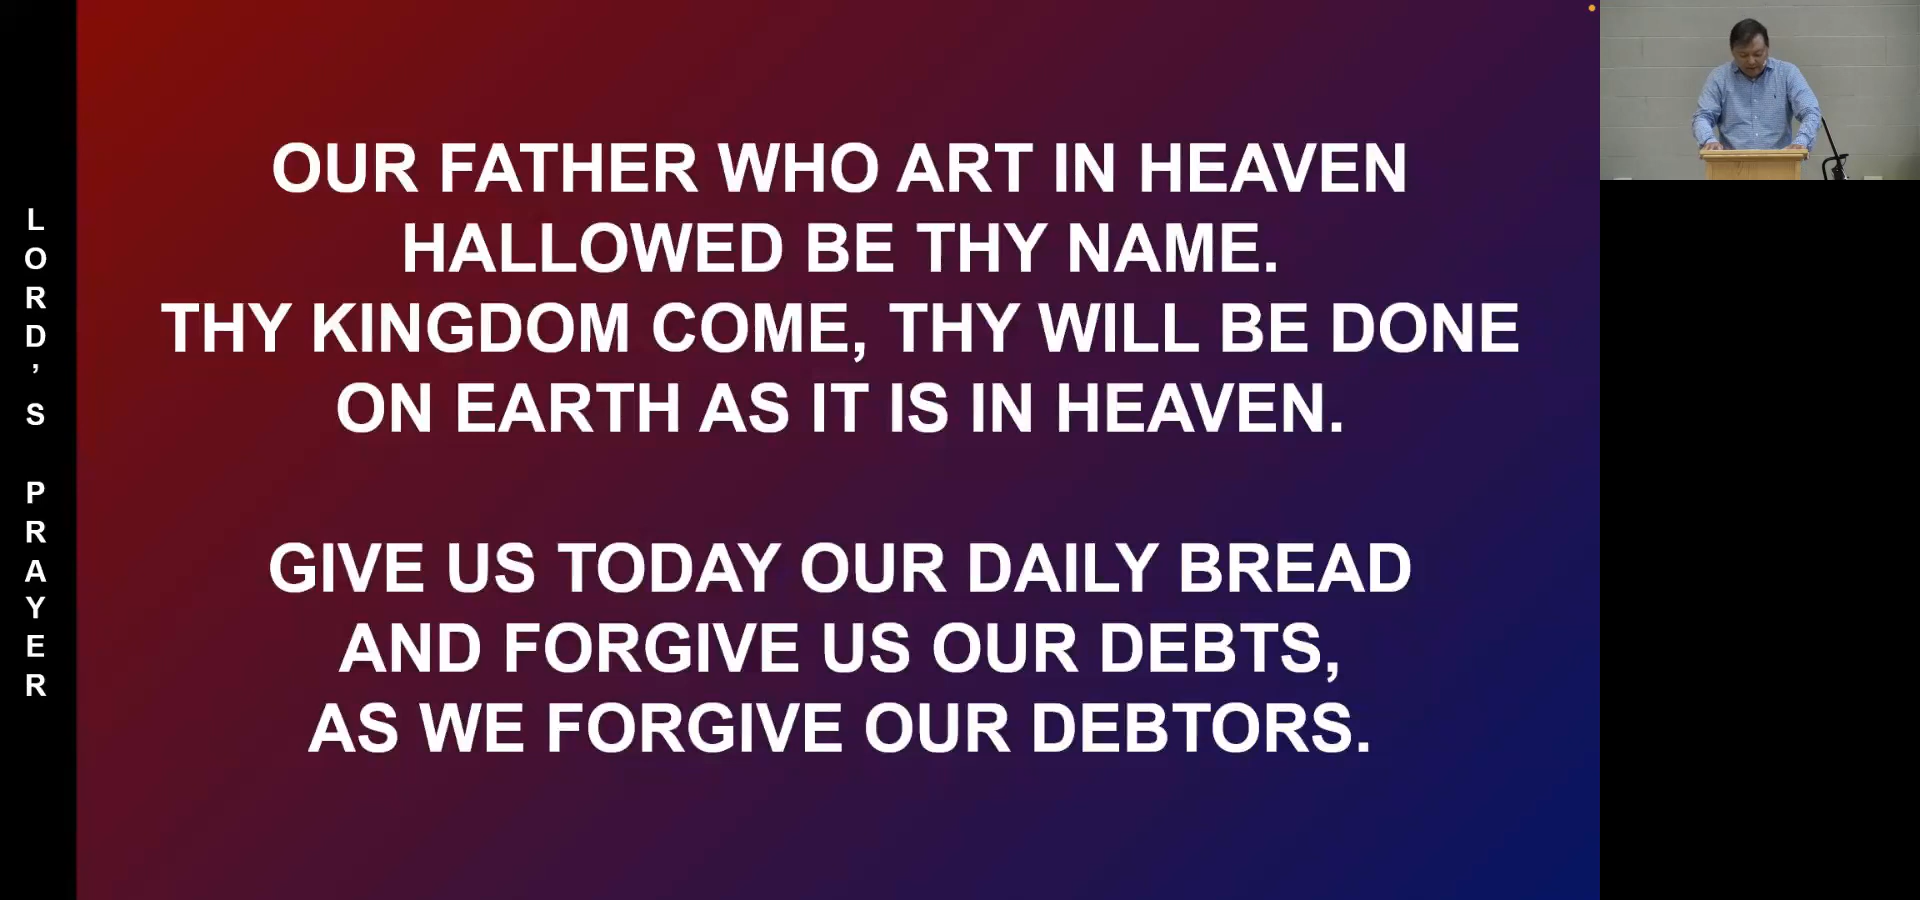 LORD’S PRAYER
OUR FATHER WHO ART IN HEAVEN
HALLOWED BE THY NAME.
THY KINGDOM COME, THY WILL BE DONE
ON EARTH AS IT IS IN HEAVEN.
GIVE US TODAY OUR DAILY BREAD
AND FORGIVE US OUR DEBTS,
AS WE FORGIVE OUR DEBTORS.